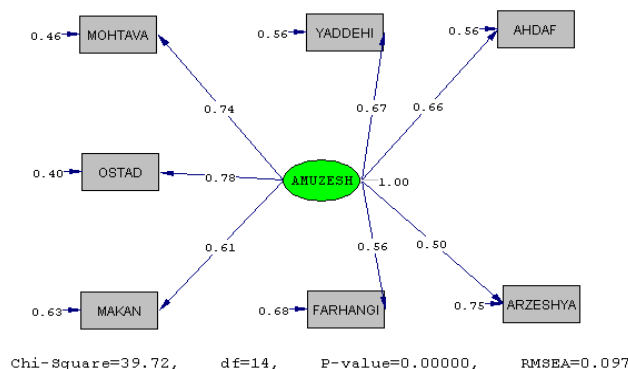 0.46 MOHTAVA 0.56 YADDEHI 0.56 AHDAF
0.74 0.67 0.66
0.40 OSTAD 0.78 AMUZESH 1.00
0.61 0.56 0.50
0.63 MAKAN 0.68 FARHANGI 0.75 ARZESHYA
Chi-Square=39.72, df=14, P-value=0.00000, RMSEA=0.097